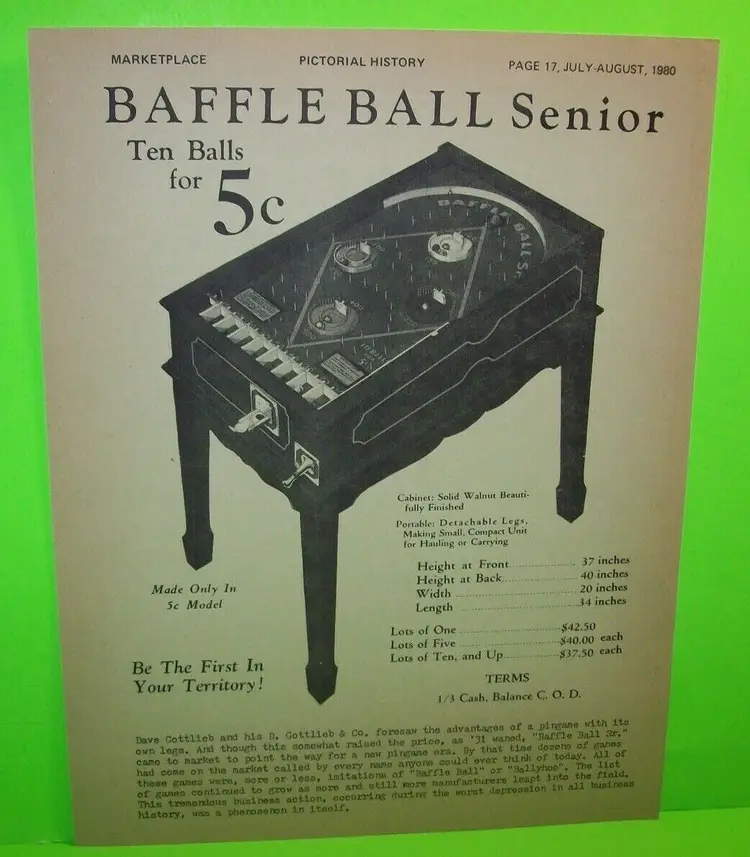 MARKETPLACE PICTORIAL HISTORY PAGE 17, JULY-AUGUST, 1980
BAFFLE BALL Senior
Ten Balls
for 5c
BAFFLE BALL Sr.
Cabinet: Solid Walnut Beauti-
fully Finished
Portable: Detachable Legs,
Making Small, Compact Unit
for Hauling or Carrying
Height at Front 37 inches
Height at Back 40 inches
Width 20 inches
Length 34 inches
Made Only In
5c Model
Lots of One $42.50
Lots of Five $40.00 each
Lots of Ten, and Up $37.50 each
Be The First In
Your Territory!
TERMS
1/3 Cash, Balance C. O. D.
Dave Gottlieb and his D. Gottlieb & Co. foresaw the advantages of a pingame with its
own legs. And though this somewhat raised the price, as '31 waned, "Baffle Ball Sr."
came to market to point the way for a new pingame era. By that time dozens of games
had come on the market called by every name anyone could ever think of today. All of
these games were, more or less, imitations of "Baffle Ball" or "Ballyhoo". The list
of games continued to grow as more and still more manufacturers leapt into the field.
This tremendous business action, occurring during the worst depression in all business
history, was a phenomenon in itself.